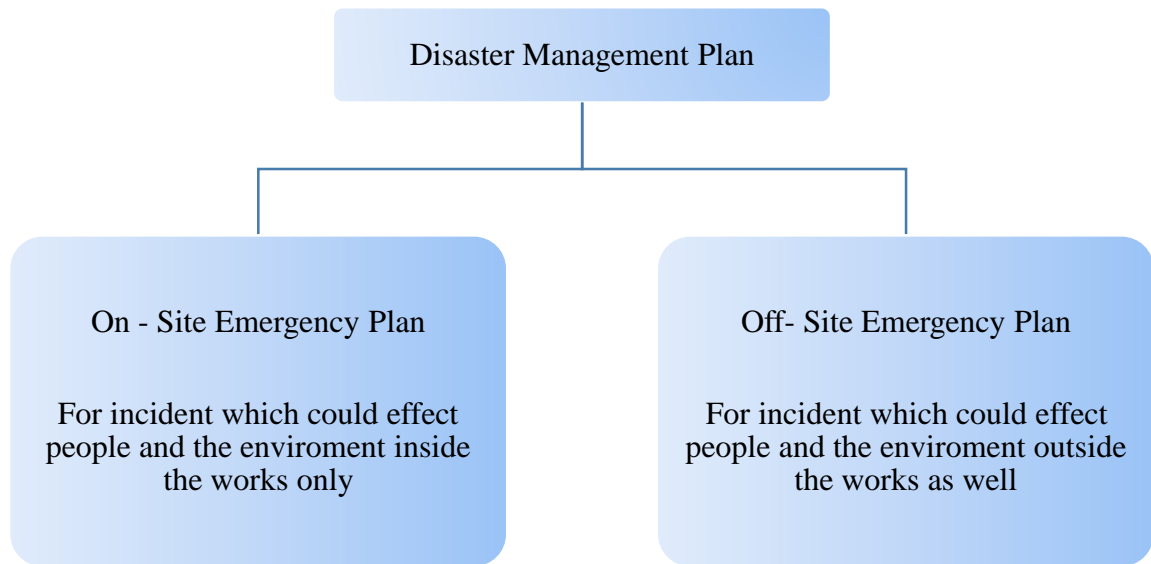 Disaster Management Plan
On - Site Emergency Plan
For incident which could effect
people and the enviroment inside
the works only
Off- Site Emergency Plan
For incident which could effect
people and the enviroment outside
the works as well